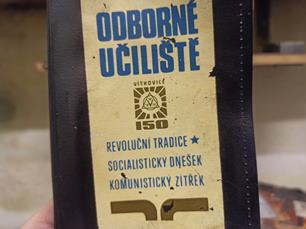 ODBORNÉ
UČILIŠTĚ
VÍTKOVICE
150
REVOLUČNÍ TRADICE ★
SOCIALISTICKÝ DNEŠEK
KOMUNISTICKÝ ZÍTŘEK